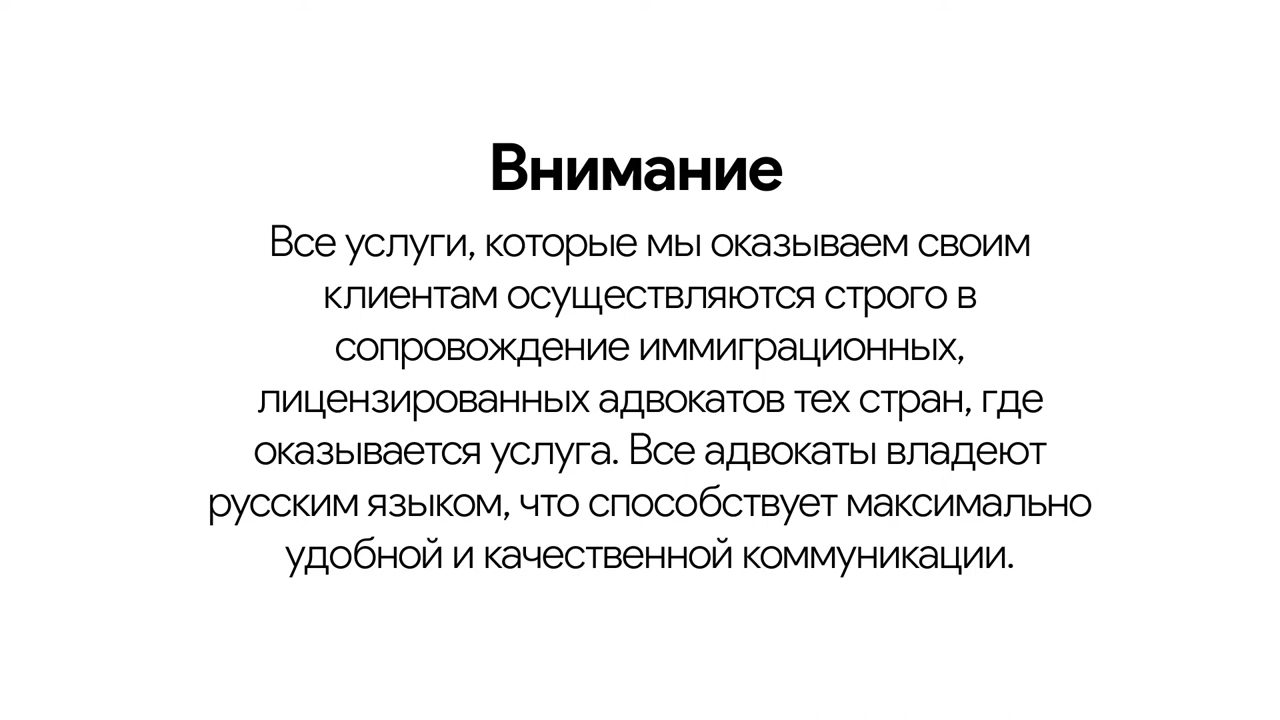 Внимание
Все услуги, которые мы оказываем своим
клиентам осуществляются строго в
сопровождение иммиграционных,
лицензированных адвокатов тех стран, где
оказывается услуга. Все адвокаты владеют
русским языком, что способствует максимально
удобной и качественной коммуникации.